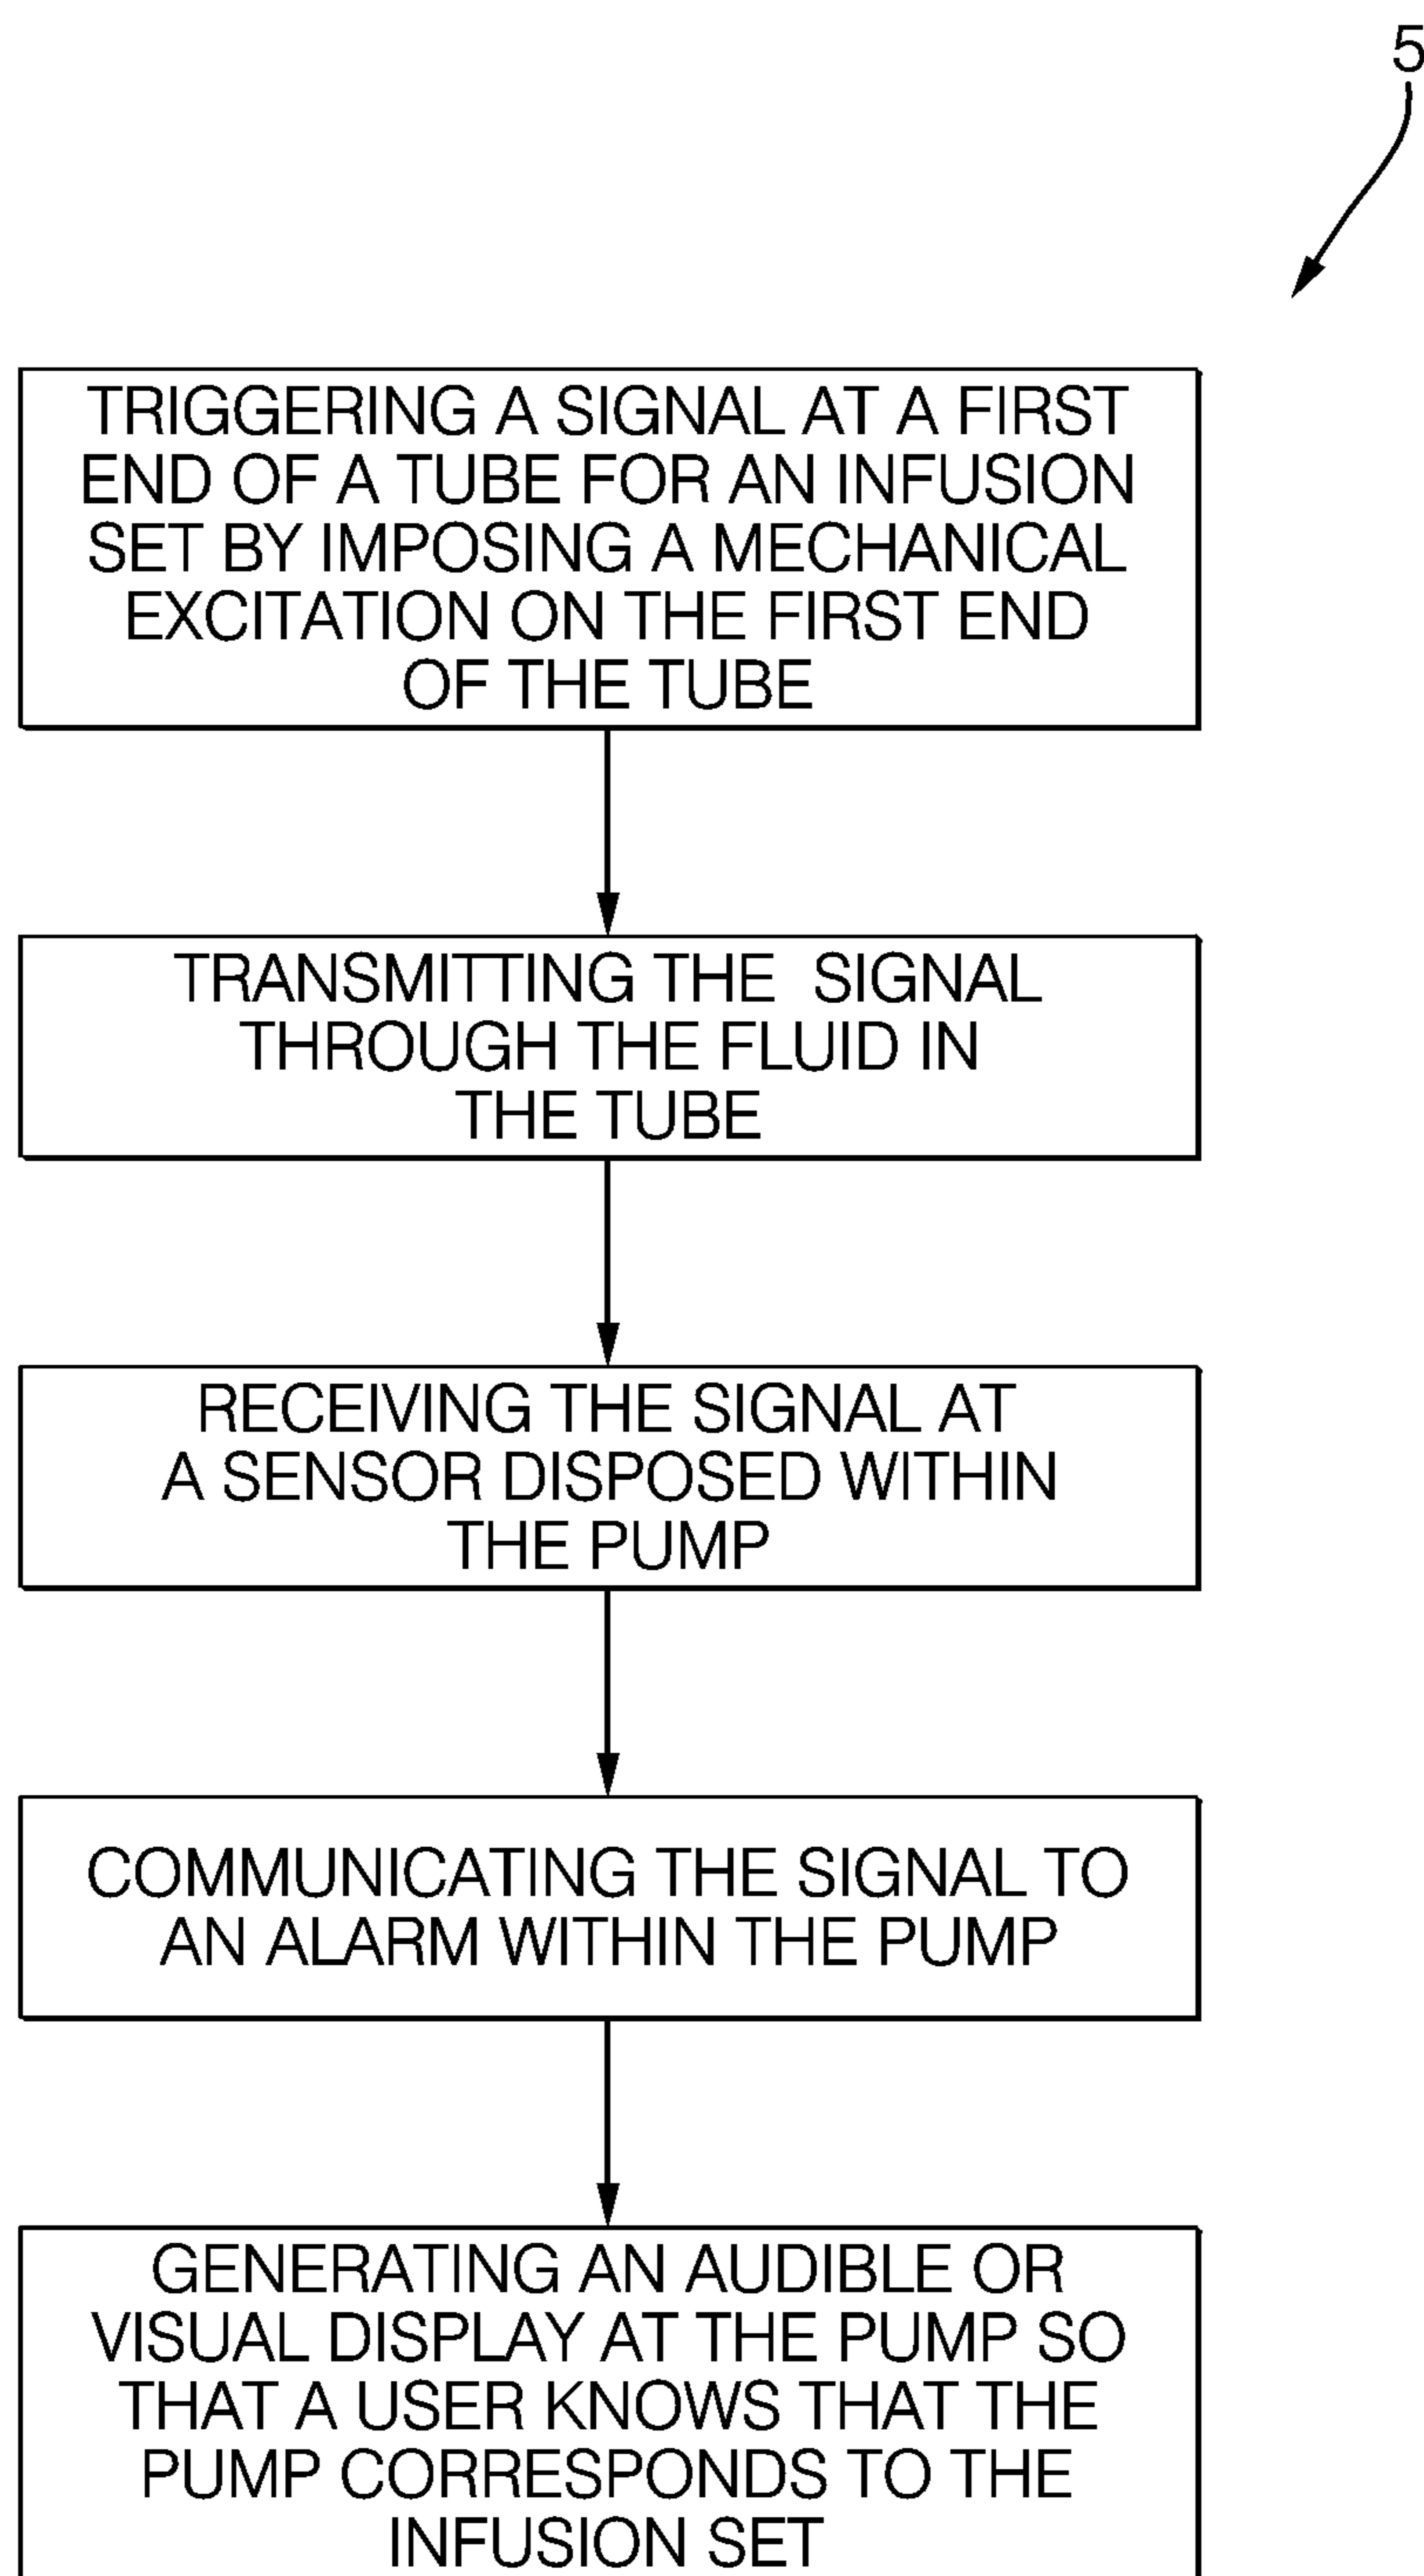 5
TRIGGERING A SIGNAL AT A FIRST
END OF A TUBE FOR AN INFUSION
SET BY IMPOSING A MECHANICAL
EXCITATION ON THE FIRST END
OF THE TUBE
TRANSMITTING THE SIGNAL
THROUGH THE FLUID IN
THE TUBE
RECEIVING THE SIGNAL AT
A SENSOR DISPOSED WITHIN
THE PUMP
COMMUNICATING THE SIGNAL TO
AN ALARM WITHIN THE PUMP
GENERATING AN AUDIBLE OR
VISUAL DISPLAY AT THE PUMP SO
THAT A USER KNOWS THAT THE
PUMP CORRESPONDS TO THE
INFUSION SET